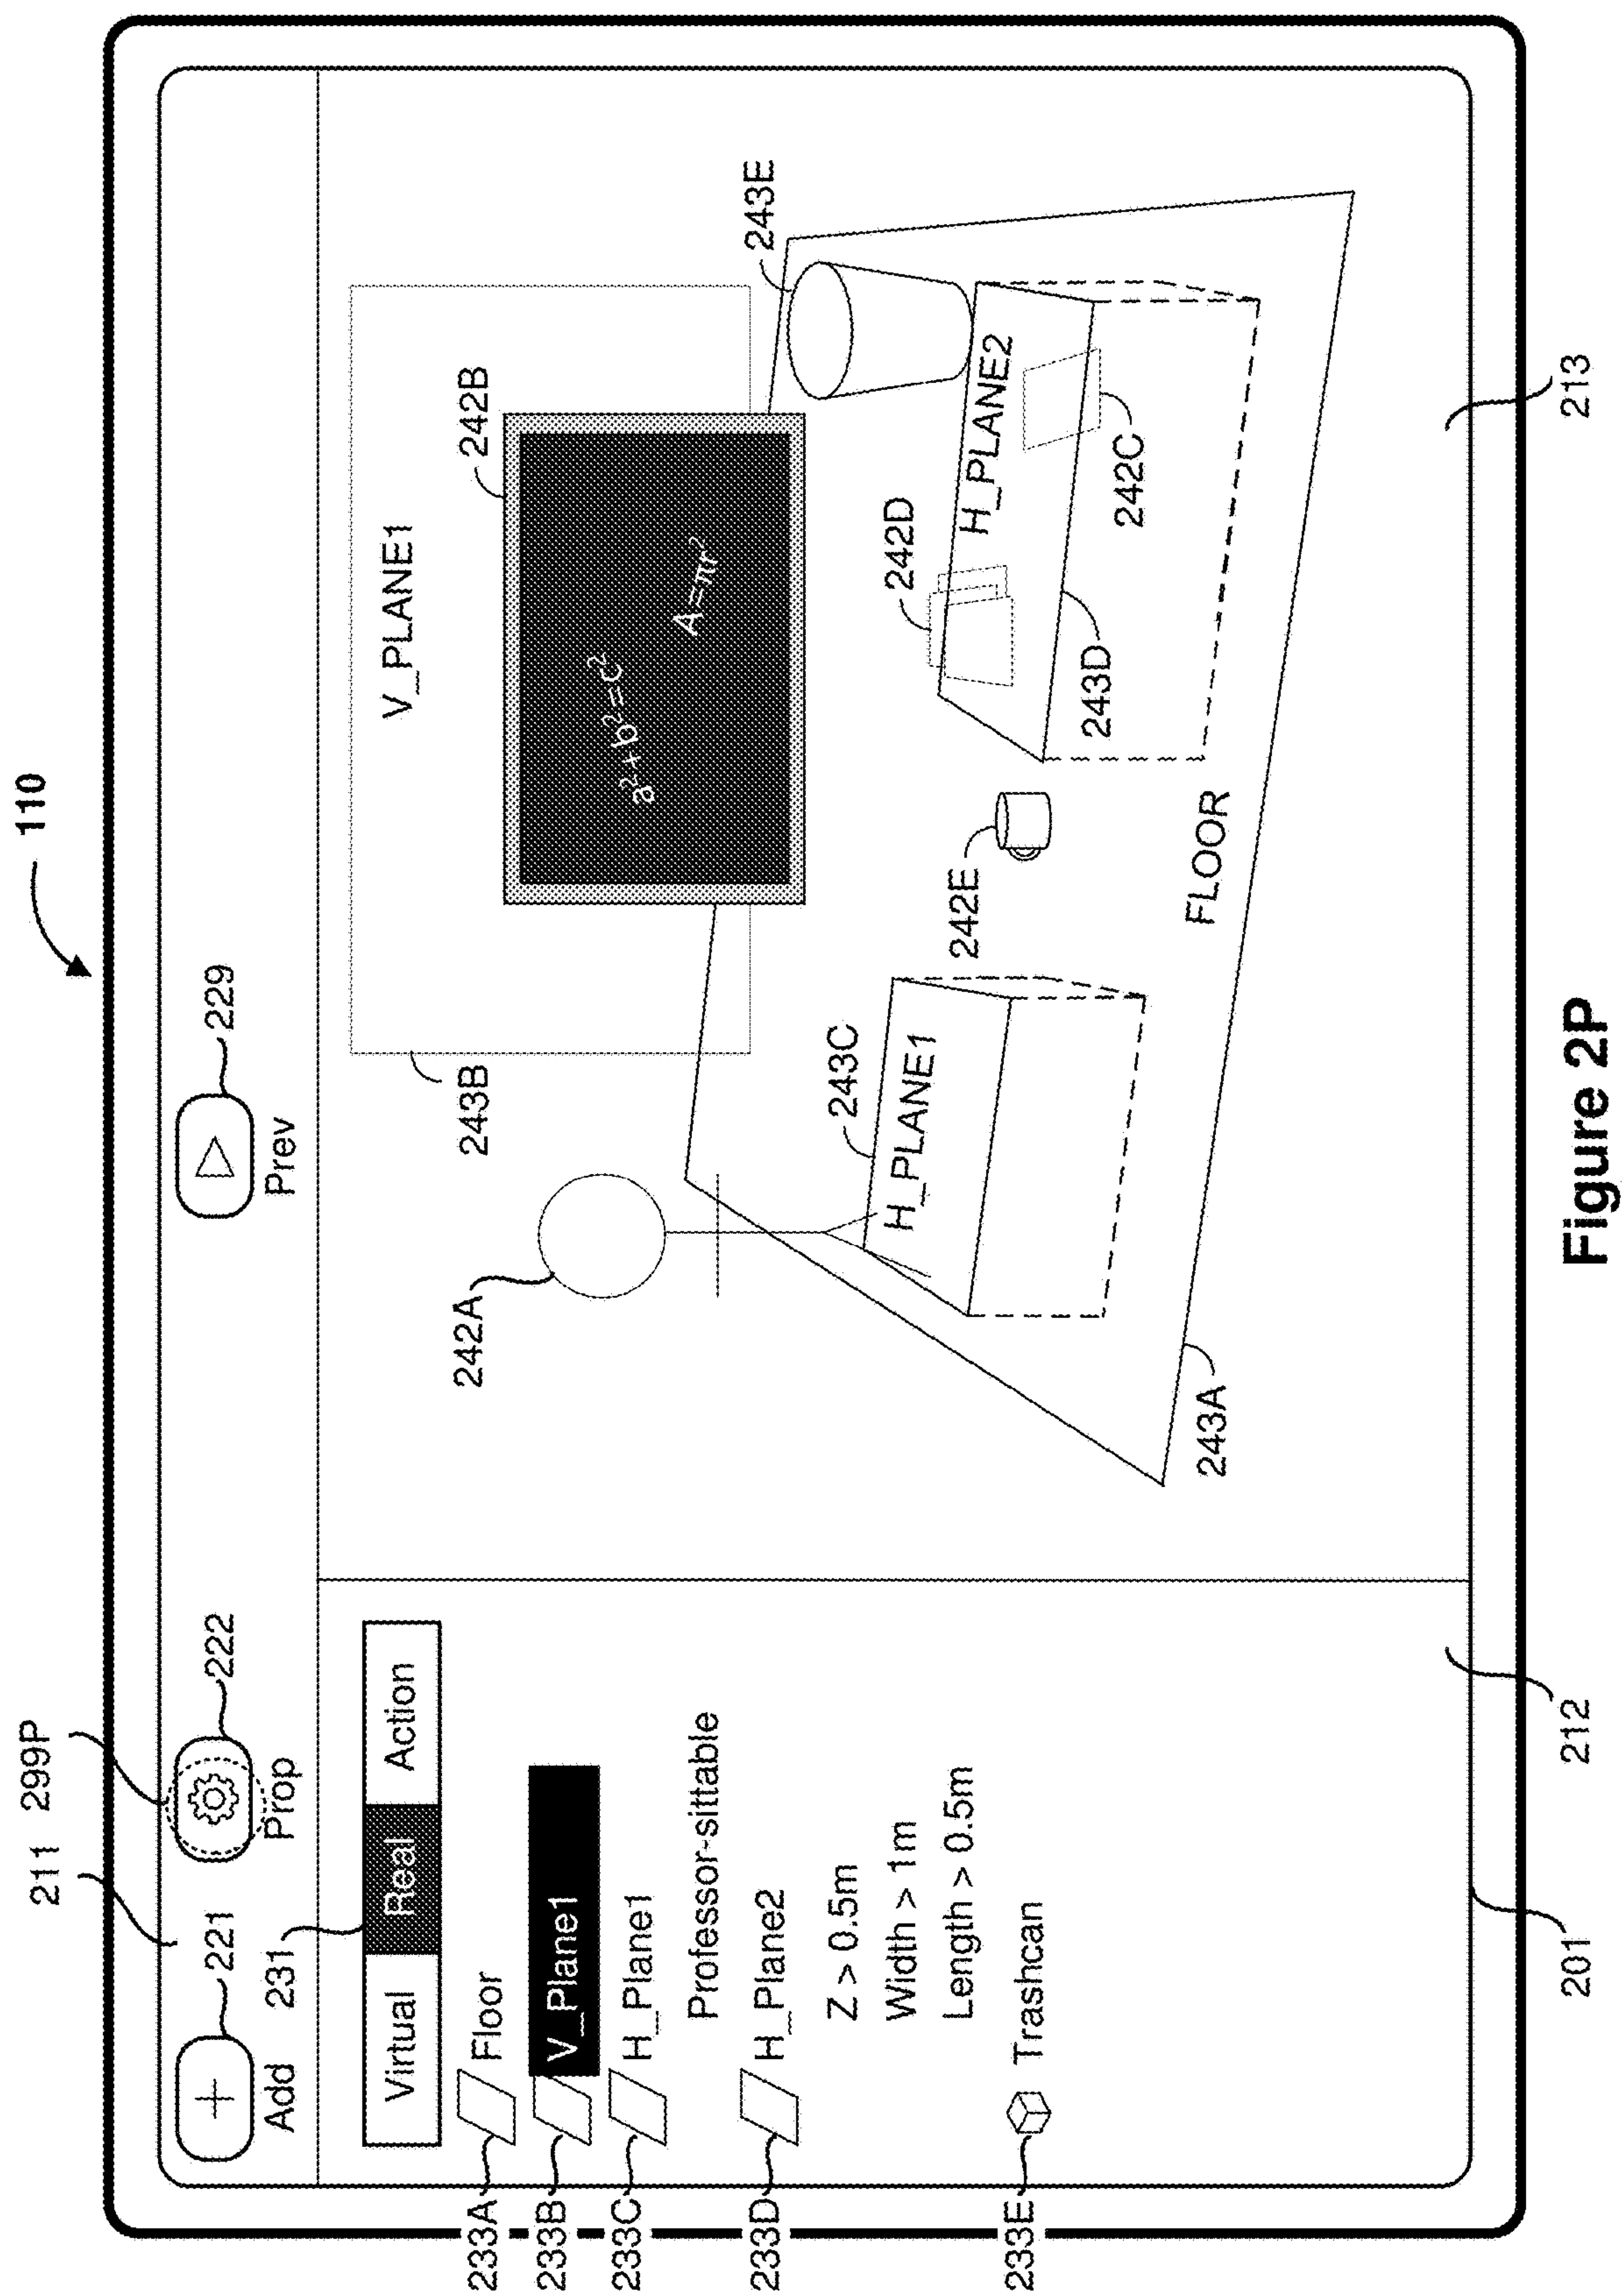 110
211
299P
221
222
229
Add
Prop
Prev
231
Virtual
Real
Action
233A
Floor
233B
V_Plane1
233C
H_Plane1
Professor-sittable
233D
H_Plane2
Z > 0.5m
Width > 1m
Length > 0.5m
233E
Trashcan
242A
243B
V_PLANE1
242B
a²+b²=c²
A=πr²
243E
243C
H_PLANE1
242E
242D
H_PLANE2
243D
242C
FLOOR
243A
201
212
213
Figure 2P